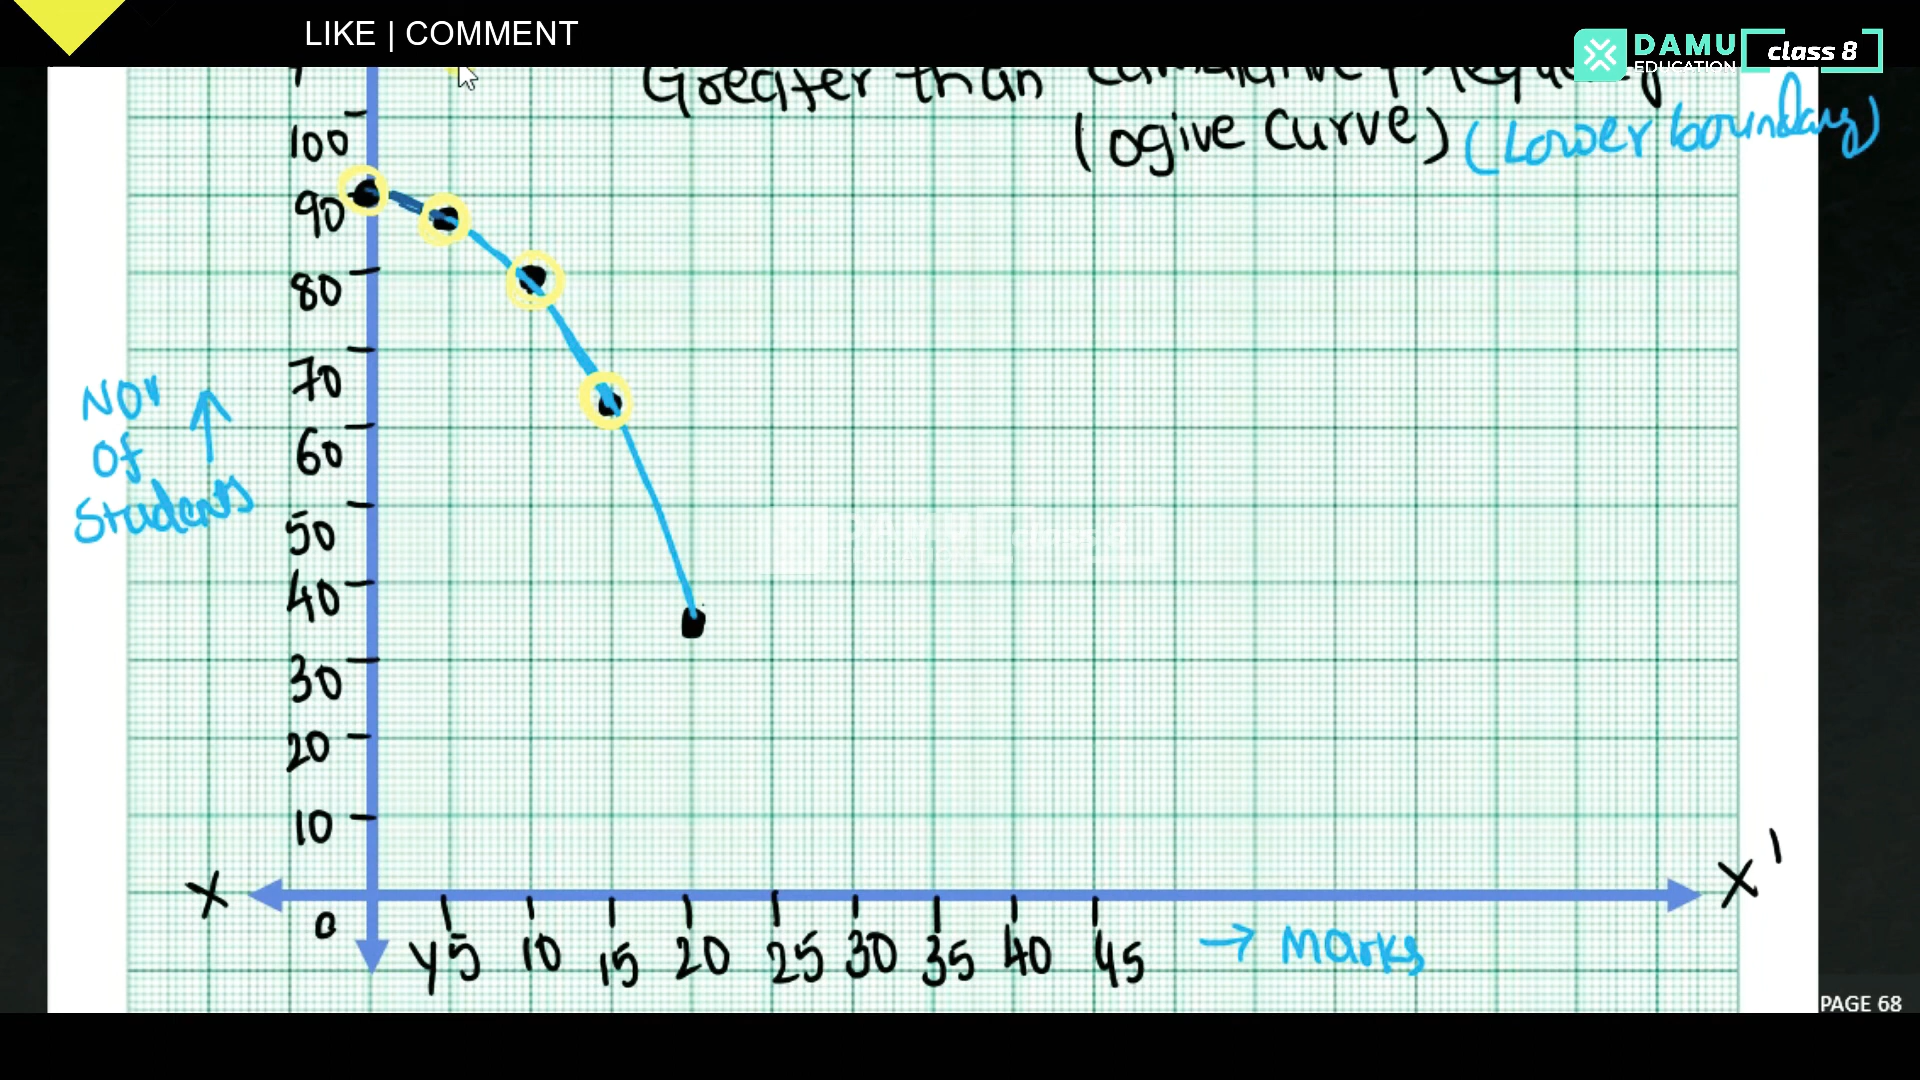 LIKE | COMMENT
DAMU
EDUCATION
class 8
Greater than
(ogive curve) (Lower boundary)
100
90
80
70
60
50
40
30
20
10
No of
Students
X
0
X'
y 5 10 15 20 25 30 35 40 45 → Marks
PAGE 68